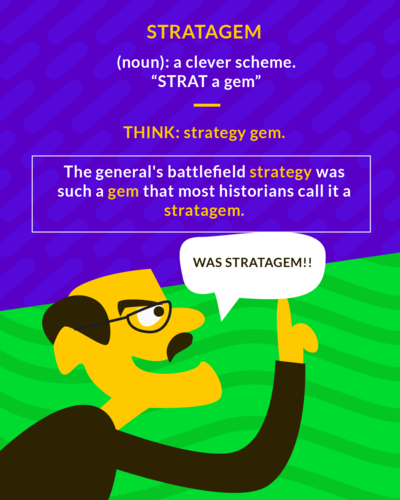 STRATAGEM
(noun): a clever scheme.
“STRAT a gem”
THINK: strategy gem.
The general's battlefield strategy was
such a gem that most historians call it a
stratagem.
WAS STRATAGEM!!